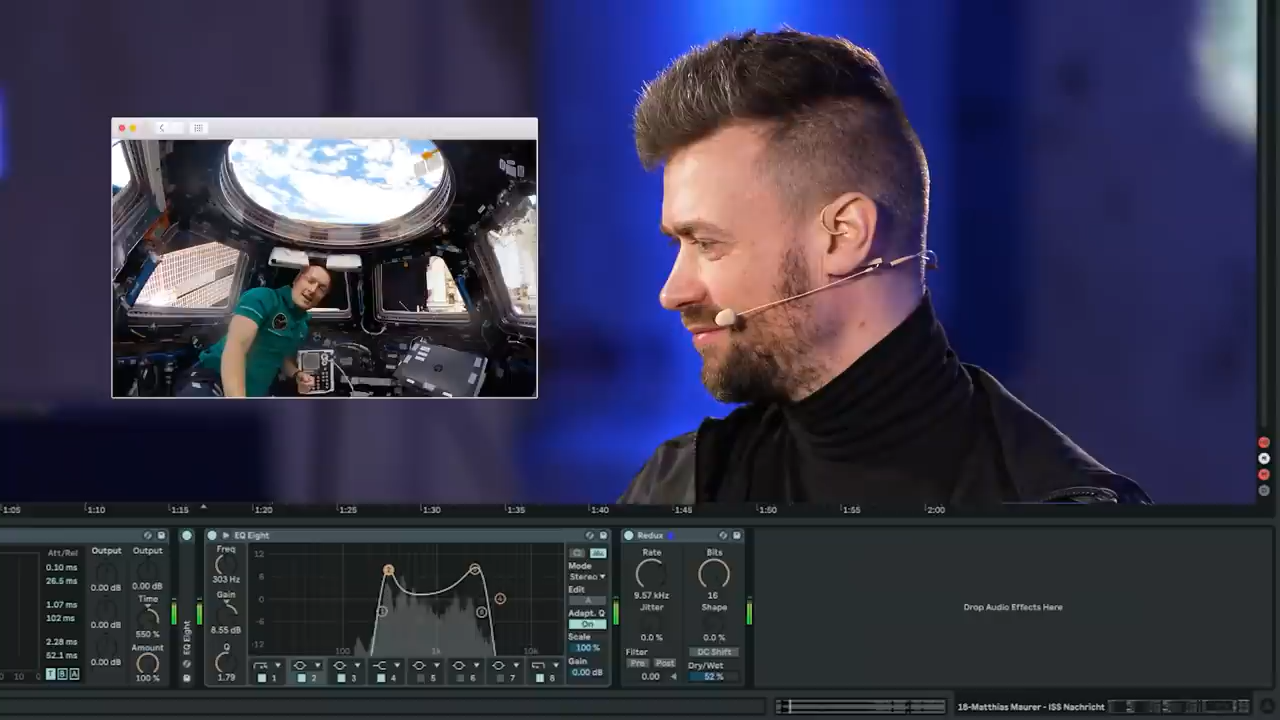 1:05 1:10 1:15 1:20 1:25 1:30 1:35 1:40 1:45 1:50 1:55 2:00
EQ Eight
Redux
Att/Rel
0.10 ms
26.5 ms
1.07 ms
102 ms
2.28 ms
52.1 ms
T B A
0 10 0
Output
0.00 dB
0.00 dB
0.00 dB
Output
0.00 dB
Time
550 %
Amount
100 %
EQ Eight
Freq
303 Hz
Gain
8.55 dB
Q
1.79
12
6
0
-6
-12
100 1k 10k
1 2 3 4 5 6 7 8
Mode
Stereo
Edit
A
Adapt. Q
On
Scale
100 %
Gain
0.00 dB
Rate
9.57 kHz
Jitter
0.0 %
Filter
Pre Post
0.00
Bits
16
Shape
0.0 %
DC Shift
Dry/Wet
52 %
Drop Audio Effects Here
18-Matthias Maurer - ISS Nachricht